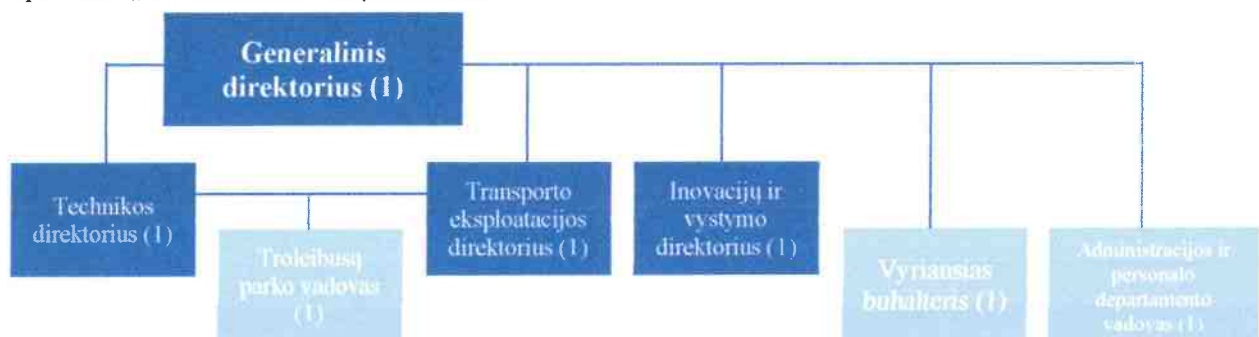 Generalinis
direktorius (1)
Technikos
direktorius (1)
Transporto
eksploatacijos
direktorius (1)
Inovacijų ir
vystymo
direktorius (1)
Troleibusų
parko vadovas
(1)
Vyriausias
buhalteris (1)
Administracijos ir
personalo
departamento
vadovas (1)